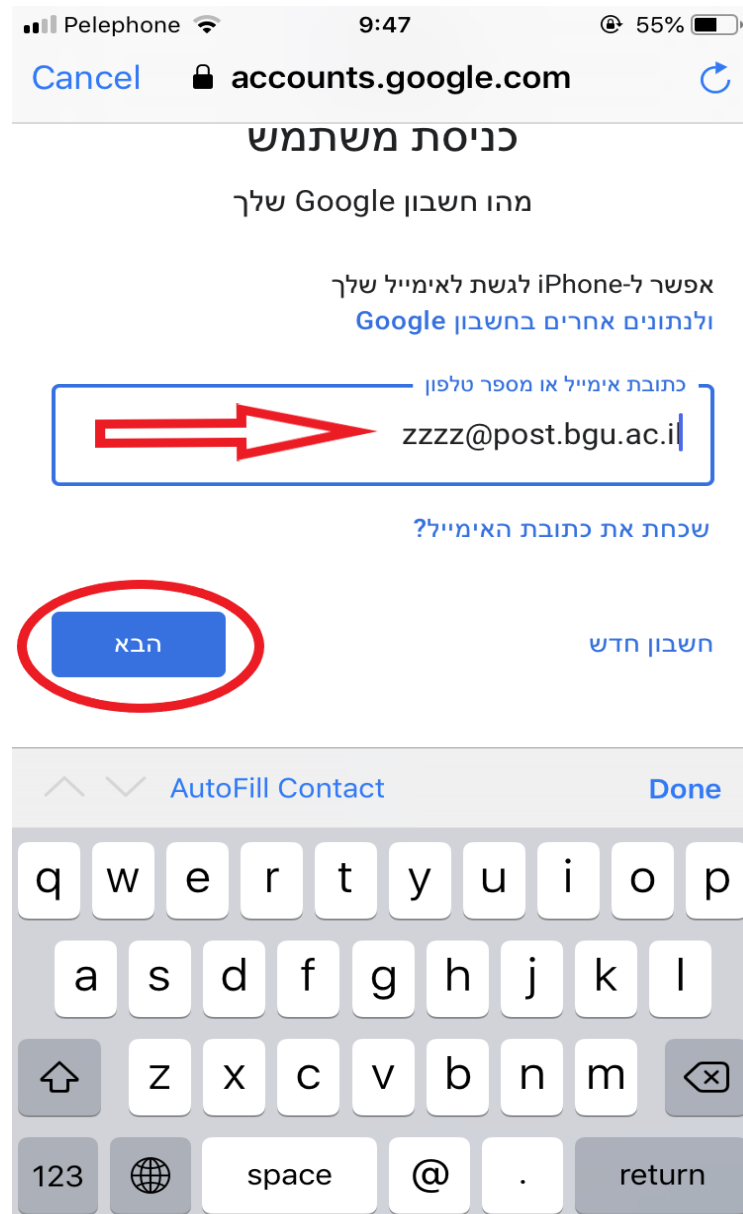 Pelephone 9:47 55%
Cancel accounts.google.com
כניסת משתמש
מהו חשבון Google שלך
אפשר ל-iPhone לגשת לאימייל שלך
ולנתונים אחרים בחשבון Google
כתובת אימייל או מספר טלפון
zzzz@post.bgu.ac.il
שכחת את כתובת האימייל?
חשבון חדש הבא
AutoFill Contact Done
q w e r t y u i o p
a s d f g h j k l
z x c v b n m
123 space @ . return